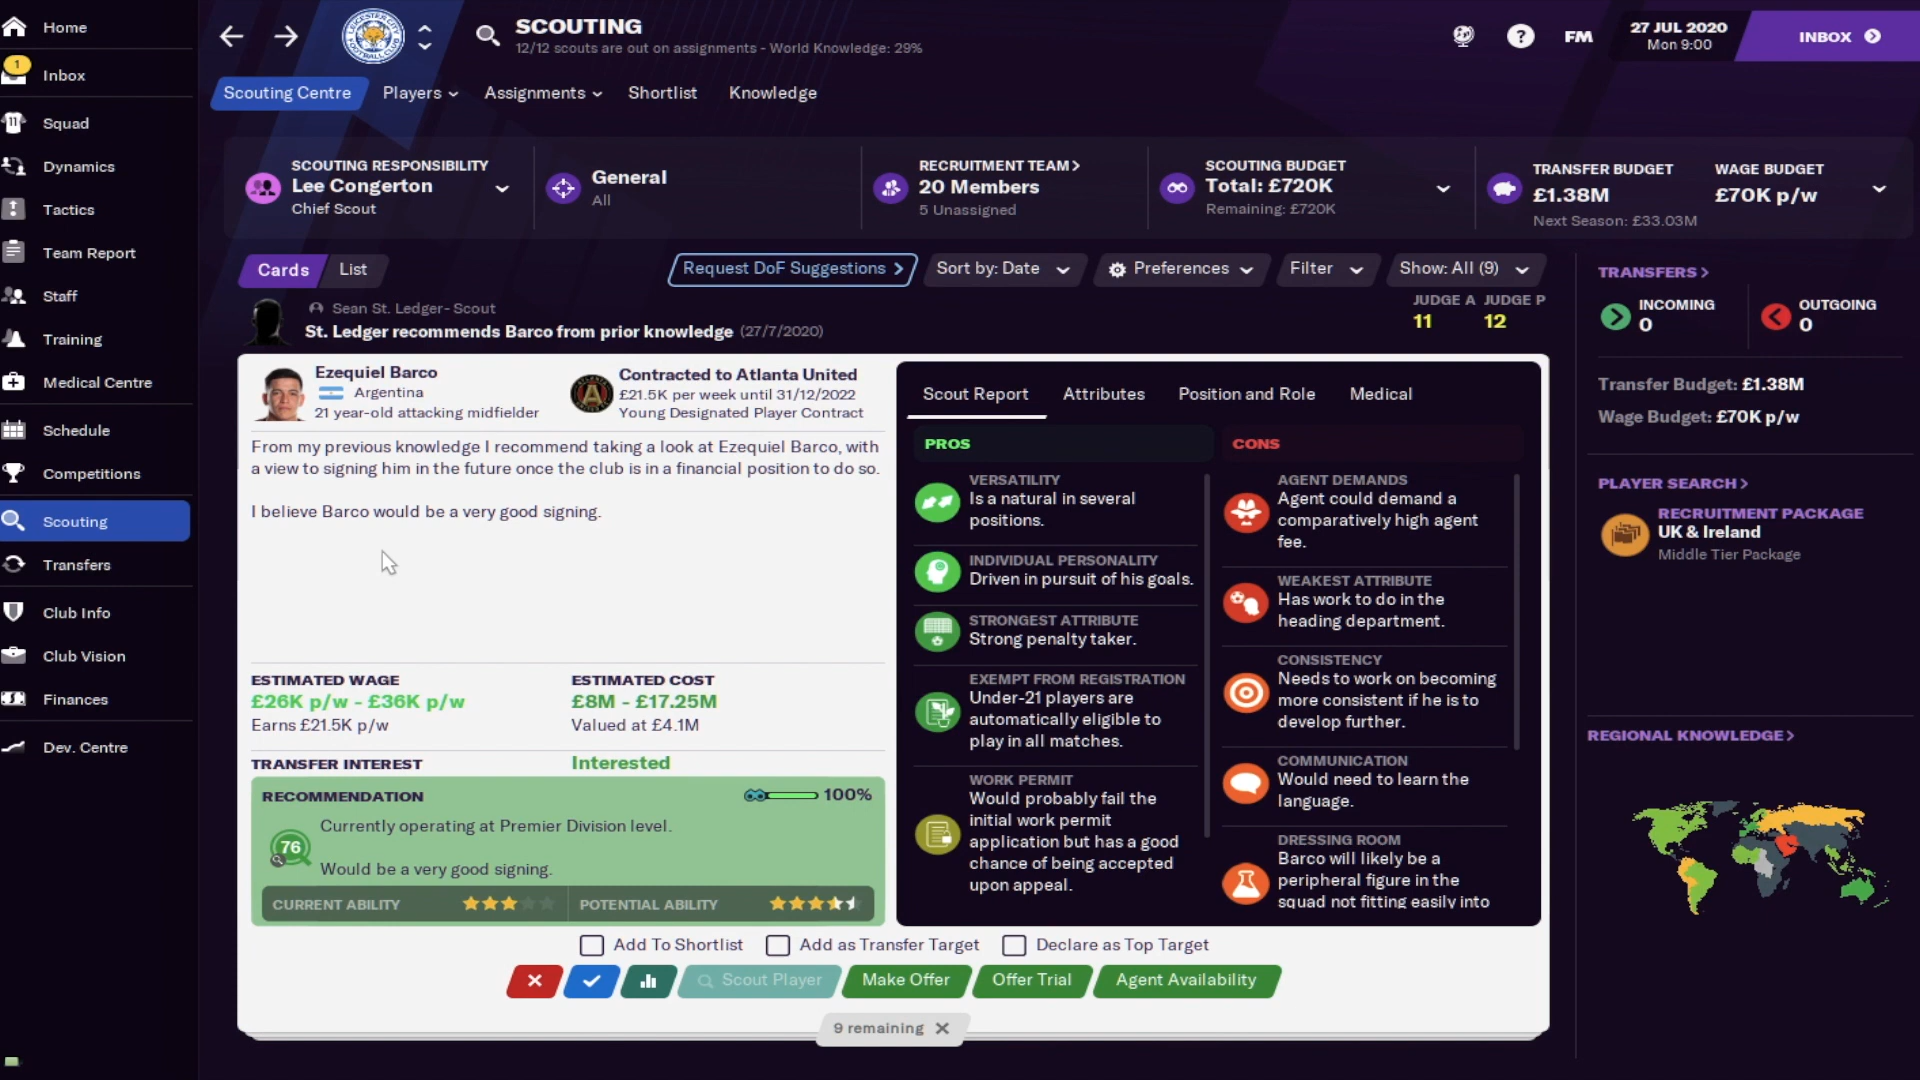 Home
1
Inbox
Squad
Dynamics
Tactics
Team Report
Staff
Training
Medical Centre
Schedule
Competitions
Scouting
Transfers
Club Info
Club Vision
Finances
Dev. Centre
SCOUTING
12/12 scouts are out on assignments - World Knowledge: 29%
FM
27 JUL 2020
Mon 9:00
INBOX
Scouting Centre
Players
Assignments
Shortlist
Knowledge
SCOUTING RESPONSIBILITY
Lee Congerton
Chief Scout
General
All
RECRUITMENT TEAM >
20 Members
5 Unassigned
SCOUTING BUDGET
Total: £720K
Remaining: £720K
TRANSFER BUDGET
£1.38M
Next Season: £33.03M
WAGE BUDGET
£70K p/w
Cards
List
Request DoF Suggestions >
Sort by: Date
Preferences
Filter
Show: All (9)
Sean St. Ledger- Scout
St. Ledger recommends Barco from prior knowledge (27/7/2020)
JUDGE A JUDGE P
11 12
Ezequiel Barco
Argentina
21 year-old attacking midfielder
Contracted to Atlanta United
£21.5K per week until 31/12/2022
Young Designated Player Contract
From my previous knowledge I recommend taking a look at Ezequiel Barco, with
a view to signing him in the future once the club is in a financial position to do so.
I believe Barco would be a very good signing.
ESTIMATED WAGE
£26K p/w - £36K p/w
Earns £21.5K p/w
ESTIMATED COST
£8M - £17.25M
Valued at £4.1M
TRANSFER INTEREST
Interested
RECOMMENDATION
100%
Currently operating at Premier Division level.
76
Would be a very good signing.
CURRENT ABILITY
POTENTIAL ABILITY
Scout Report
Attributes
Position and Role
Medical
PROS
VERSATILITY
Is a natural in several
positions.
INDIVIDUAL PERSONALITY
Driven in pursuit of his goals.
STRONGEST ATTRIBUTE
Strong penalty taker.
EXEMPT FROM REGISTRATION
Under-21 players are
automatically eligible to
play in all matches.
WORK PERMIT
Would probably fail the
initial work permit
application but has a good
chance of being accepted
upon appeal.
CONS
AGENT DEMANDS
Agent could demand a
comparatively high agent
fee.
WEAKEST ATTRIBUTE
Has work to do in the
heading department.
CONSISTENCY
Needs to work on becoming
more consistent if he is to
develop further.
COMMUNICATION
Would need to learn the
language.
DRESSING ROOM
Barco will likely be a
peripheral figure in the
squad not fitting easily into
Add To Shortlist
Add as Transfer Target
Declare as Top Target
Scout Player
Make Offer
Offer Trial
Agent Availability
9 remaining
TRANSFERS >
INCOMING
0
OUTGOING
0
Transfer Budget: £1.38M
Wage Budget: £70K p/w
PLAYER SEARCH >
RECRUITMENT PACKAGE
UK & Ireland
Middle Tier Package
REGIONAL KNOWLEDGE >